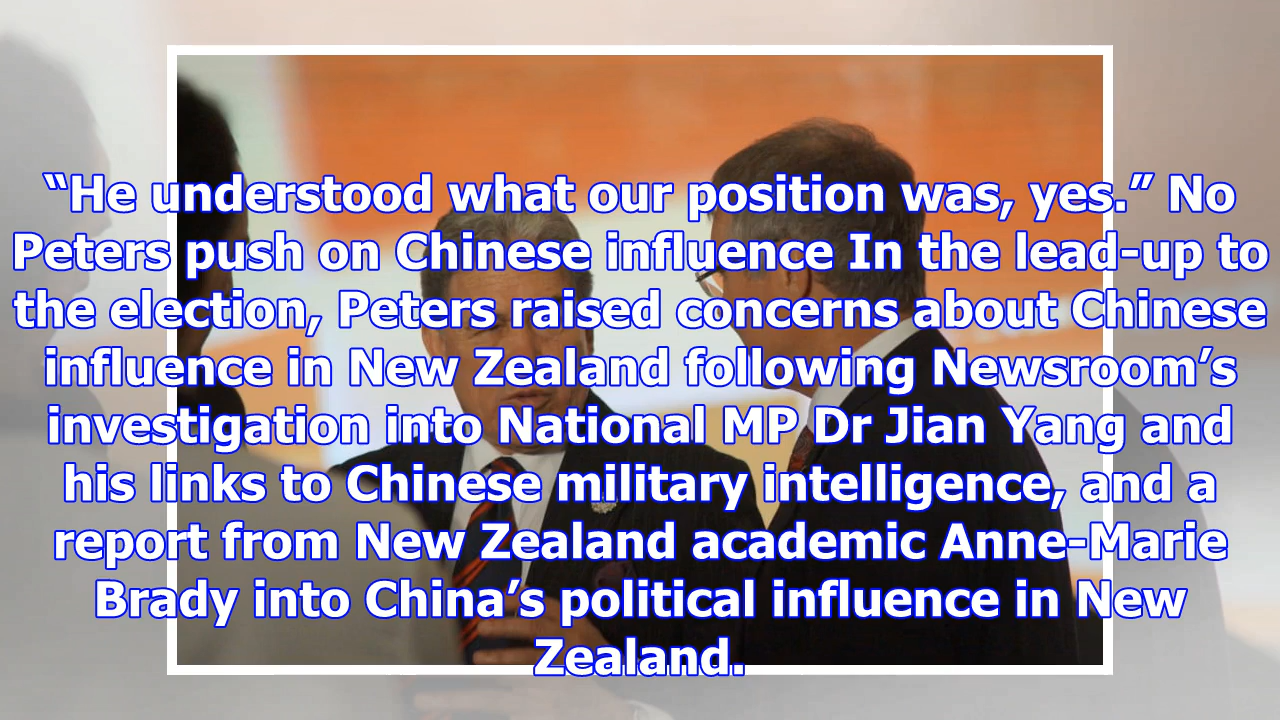 “He understood what our position was, yes.” No
Peters push on Chinese influence In the lead-up to
the election, Peters raised concerns about Chinese
influence in New Zealand following Newsroom’s
investigation into National MP Dr Jian Yang and
his links to Chinese military intelligence, and a
report from New Zealand academic Anne-Marie
Brady into China’s political influence in New
Zealand.